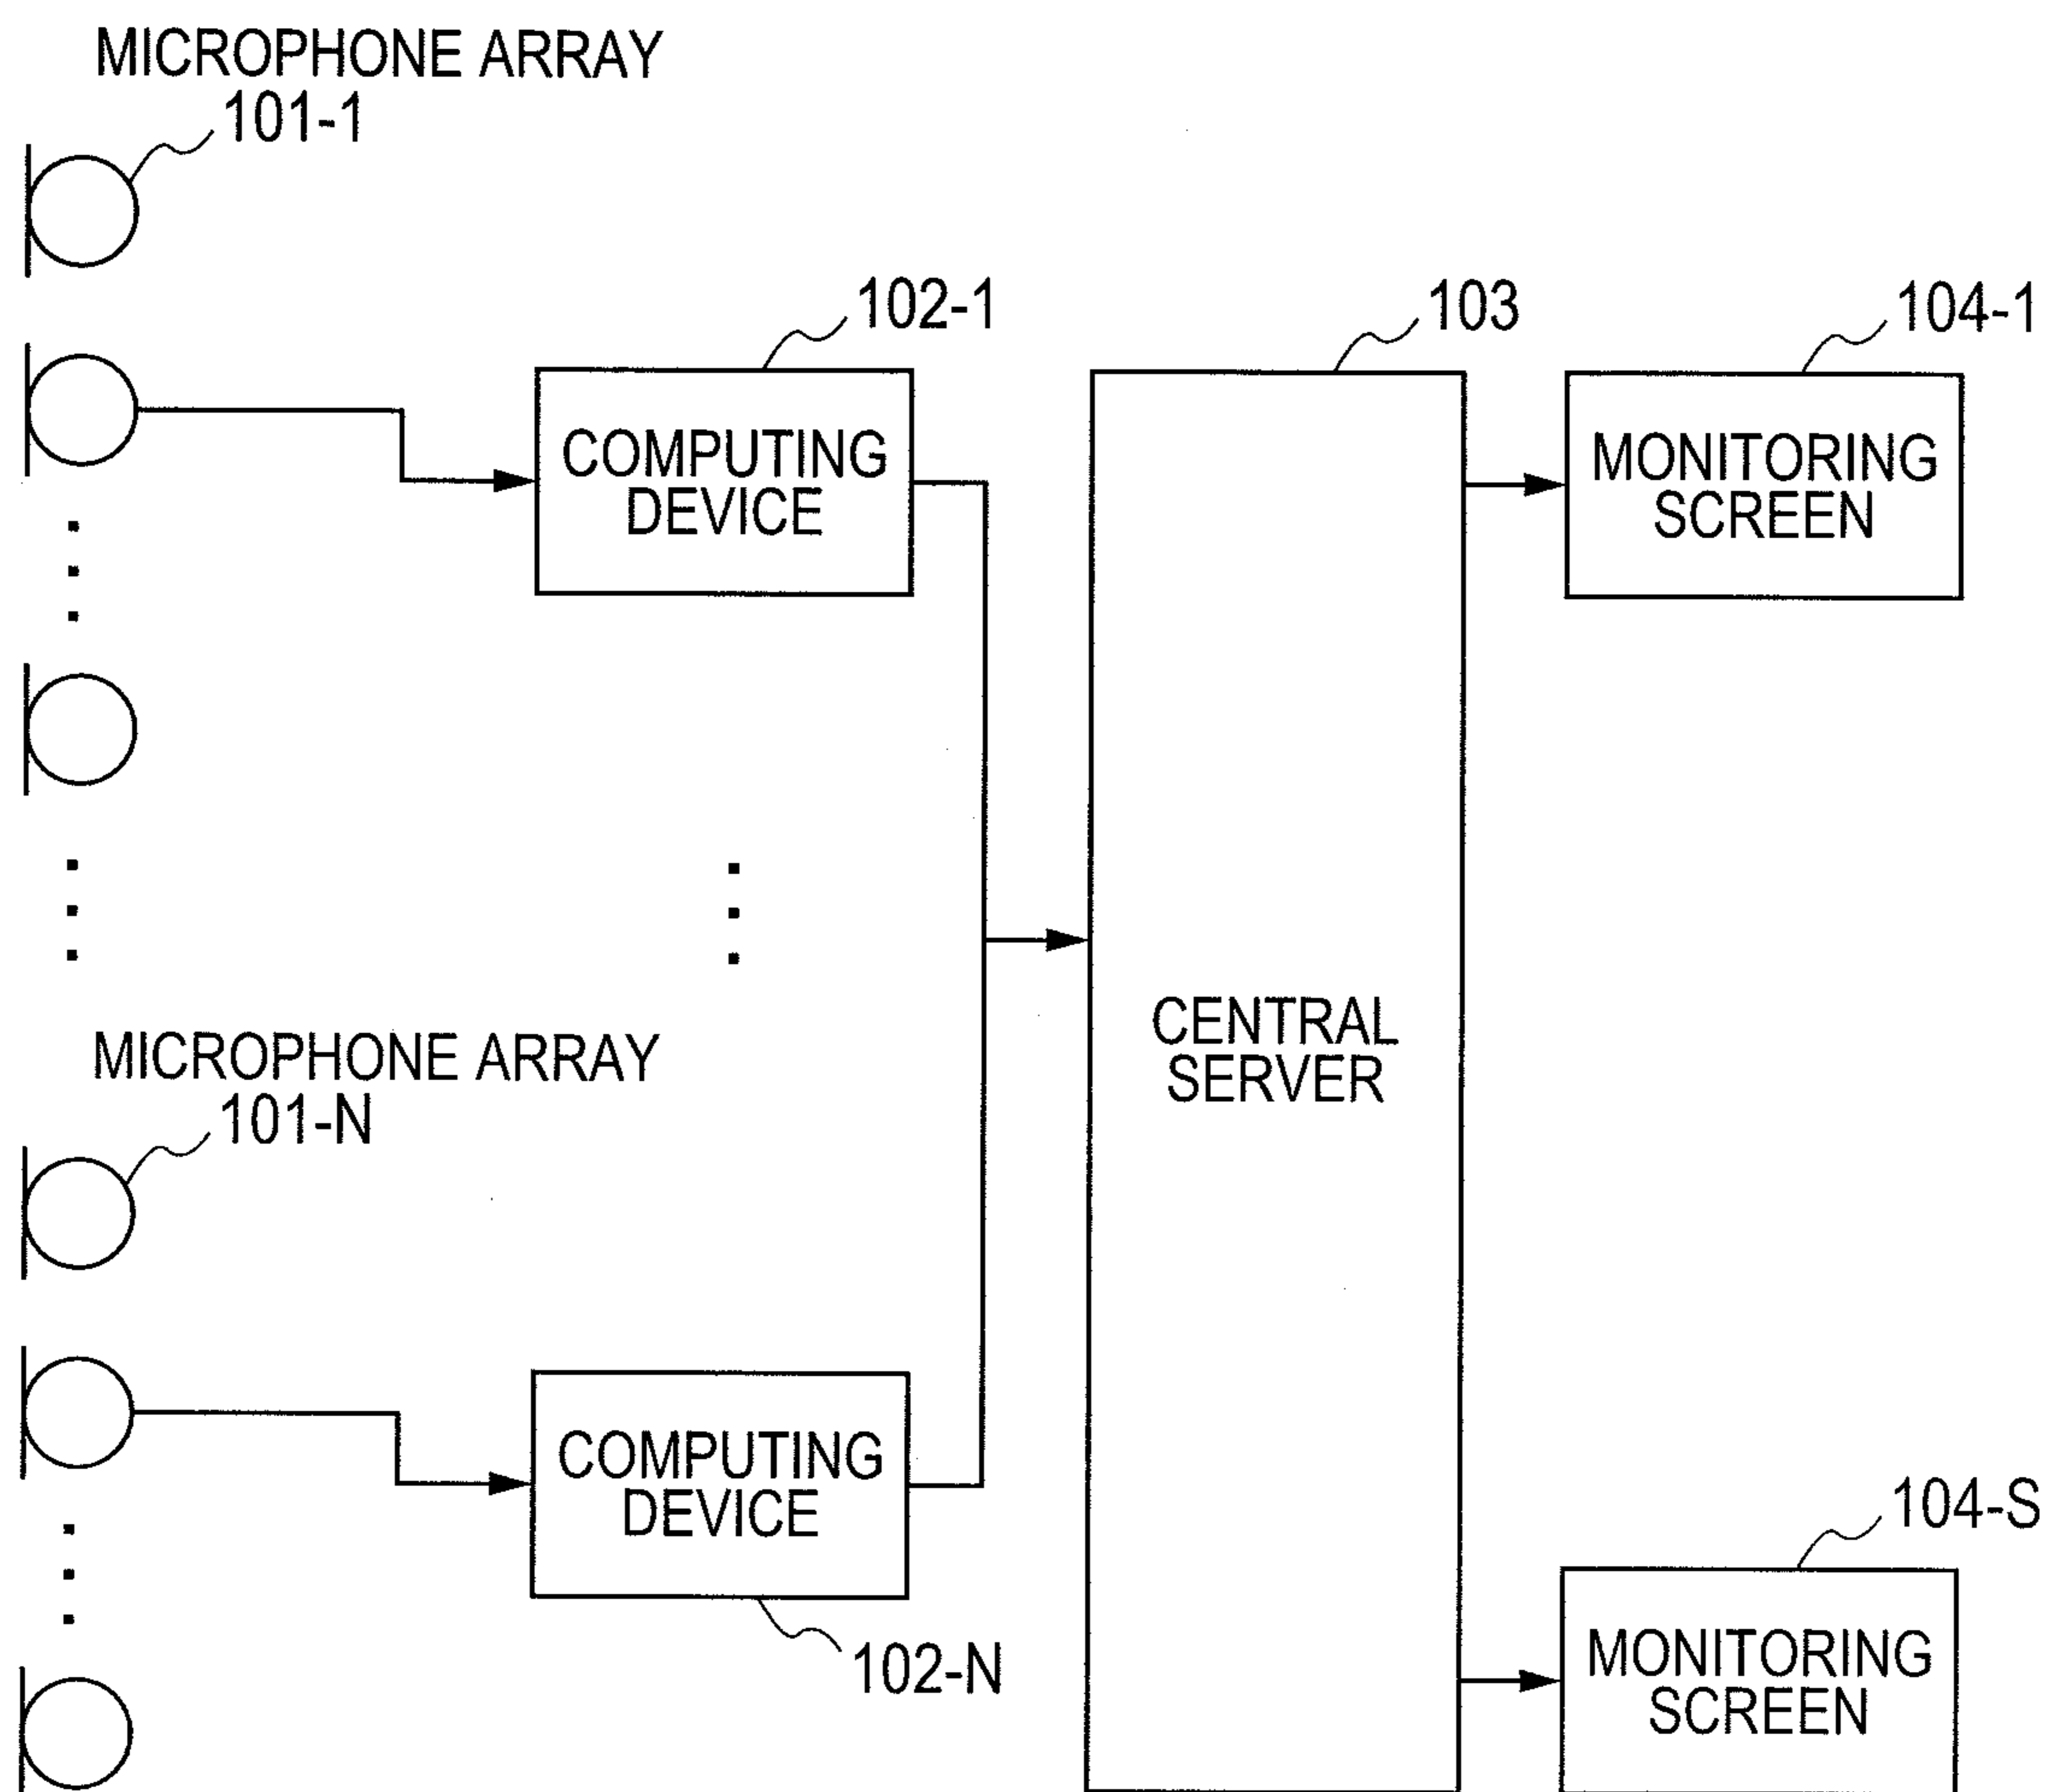 MICROPHONE ARRAY
101-1
102-1
103
104-1
COMPUTING
DEVICE
MONITORING
SCREEN
CENTRAL
SERVER
MICROPHONE ARRAY
101-N
COMPUTING
DEVICE
102-N
104-S
MONITORING
SCREEN